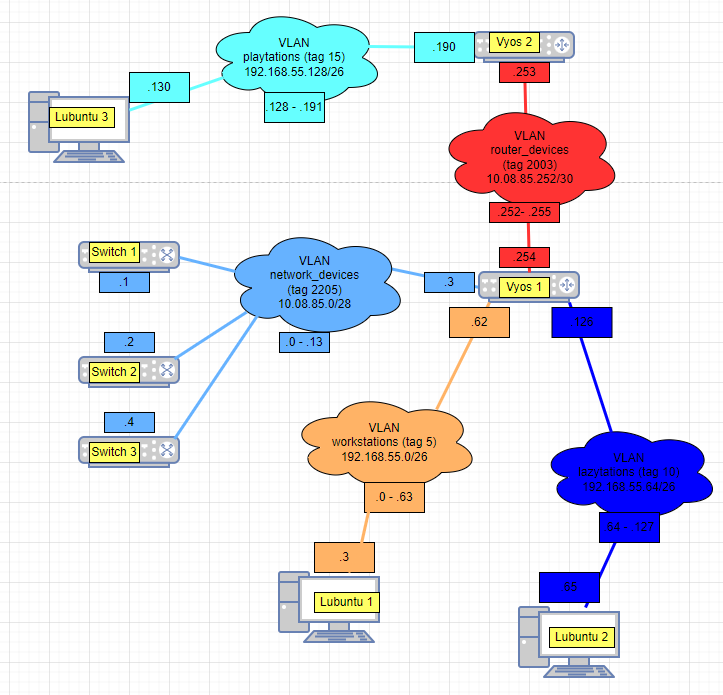 VLAN
playtations (tag 15)
192.168.55.128/26
.128 - .191
.130
Lubuntu 3
.190
Vyos 2
.253
VLAN
router_devices
(tag 2003)
10.08.85.252/30
.252- .255
.254
Vyos 1
.3
VLAN
network_devices
(tag 2205)
10.08.85.0/28
.0 - .13
Switch 1
.1
.2
Switch 2
.4
Switch 3
.62
.126
VLAN
workstations (tag 5)
192.168.55.0/26
.0 - .63
.3
Lubuntu 1
VLAN
lezytations (tag 10)
192.168.55.64/26
.64 - .127
.65
Lubuntu 2